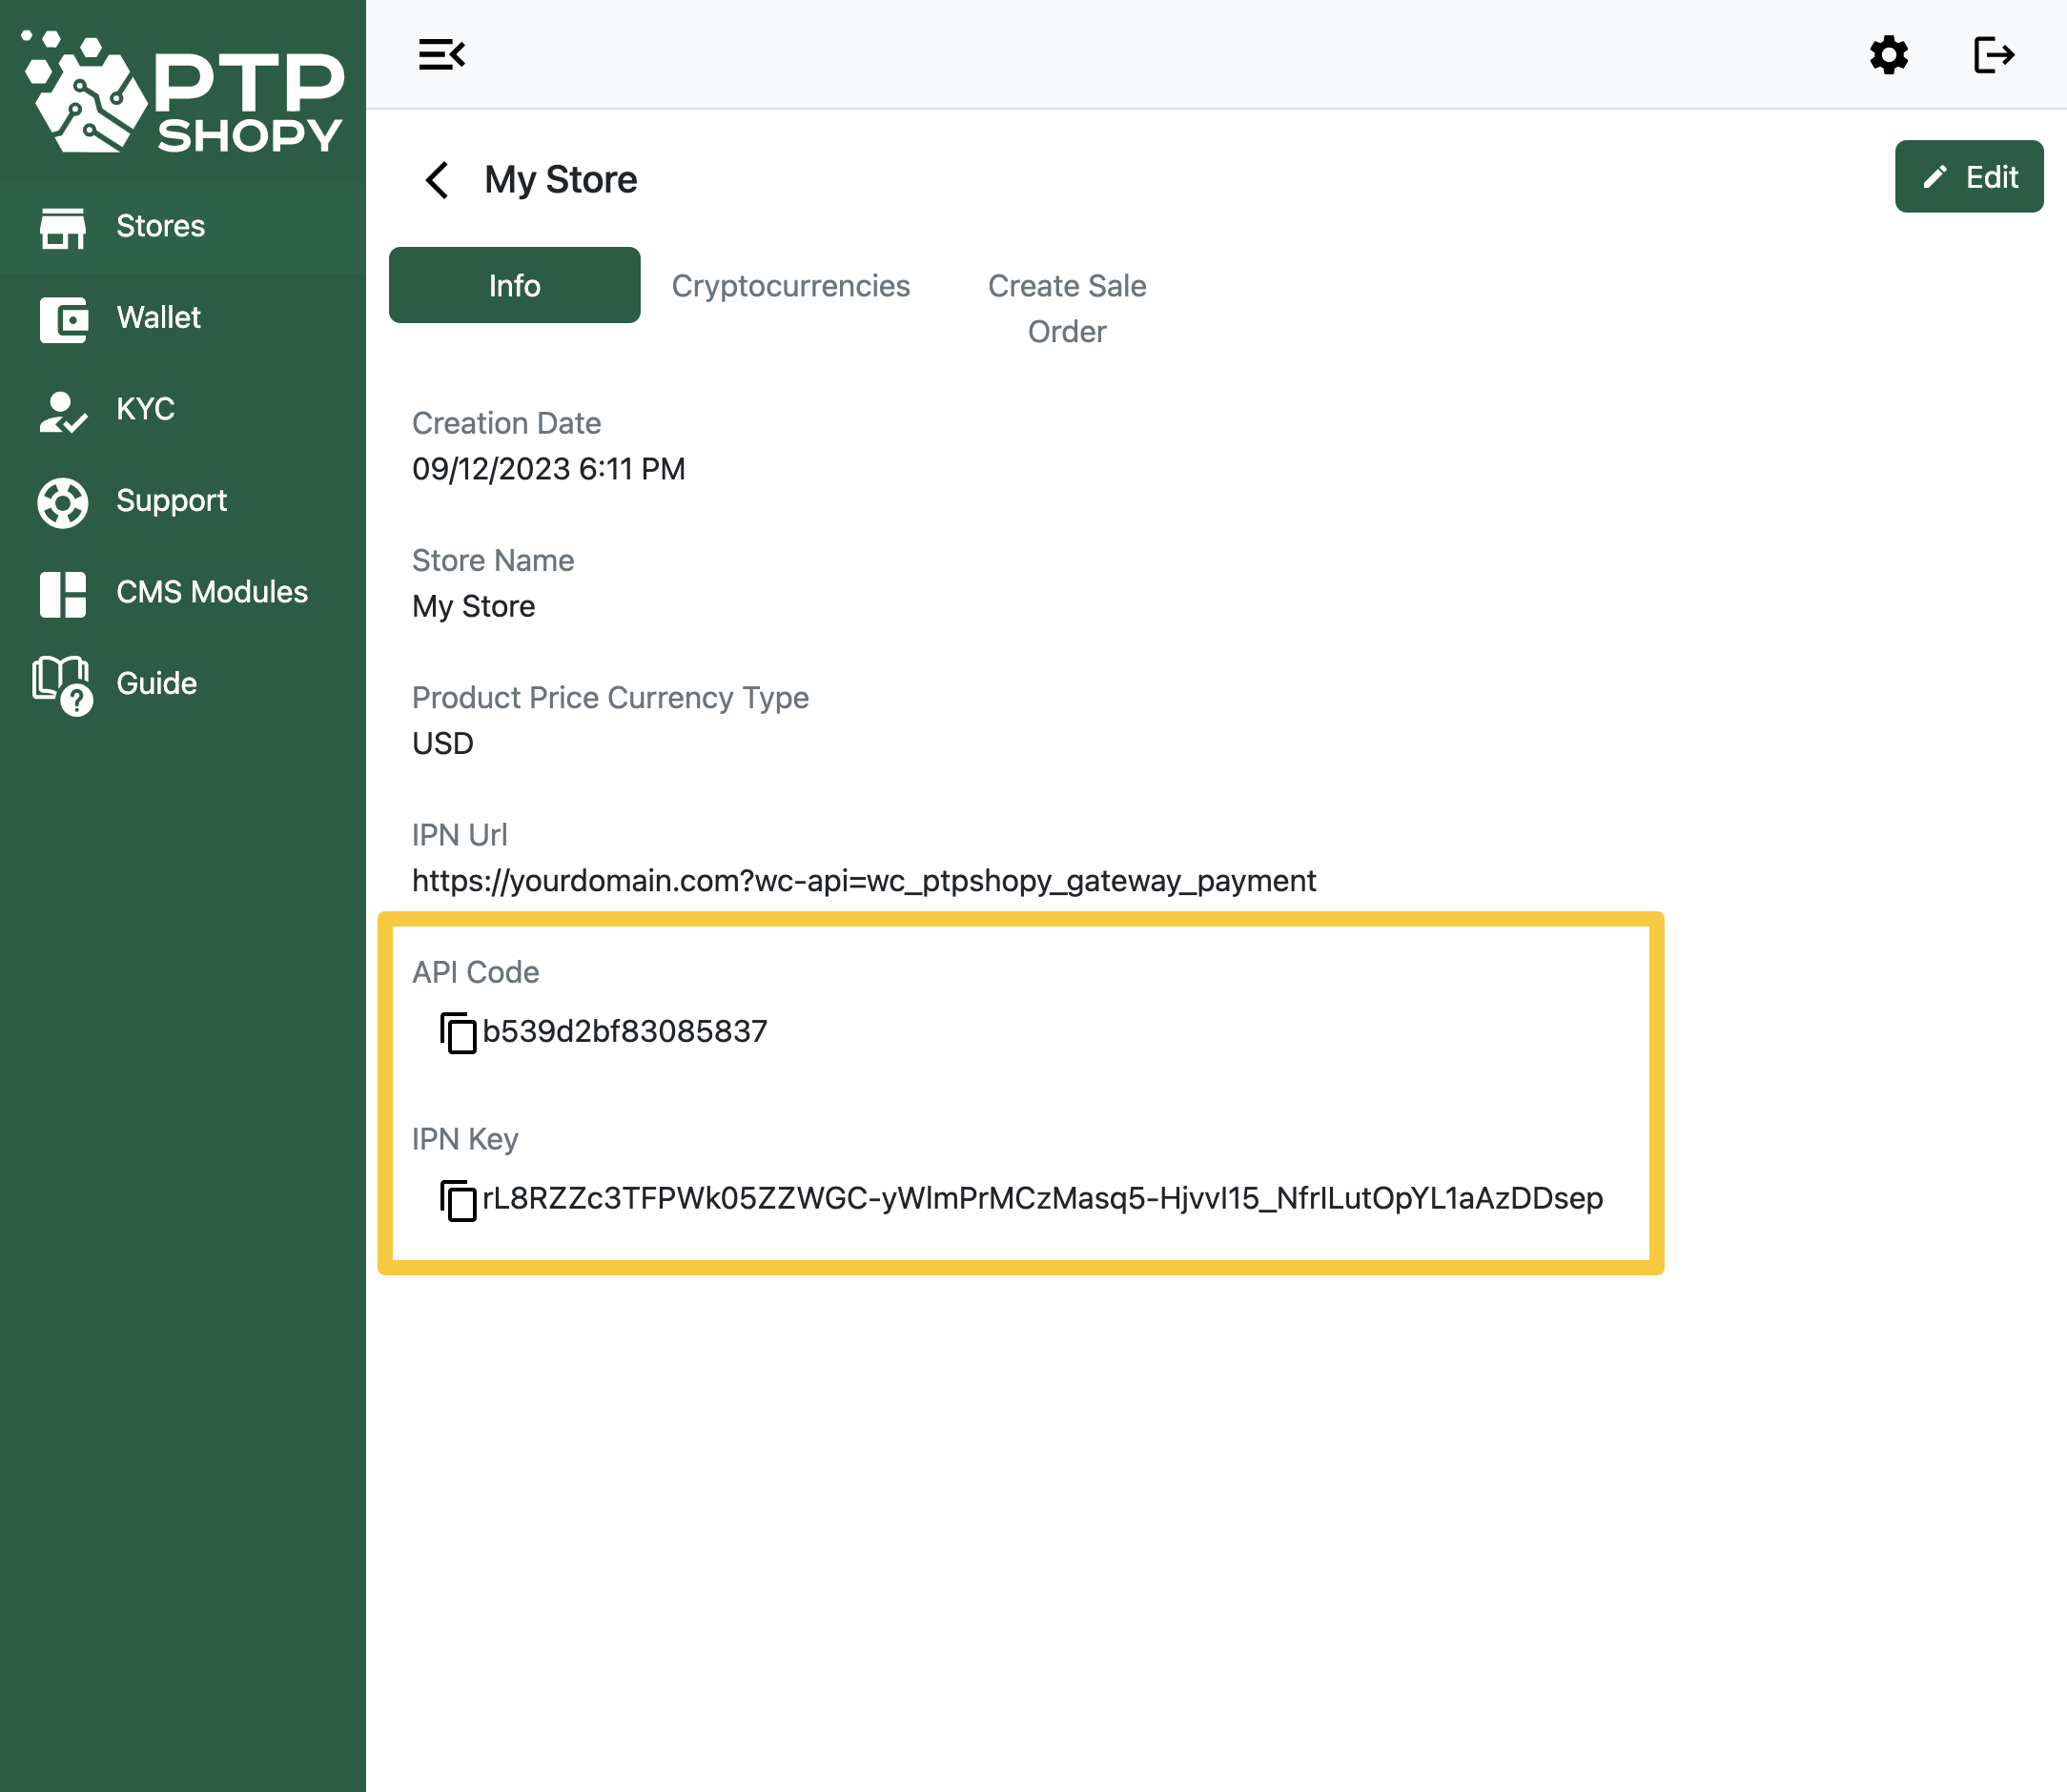 PTP
SHOPY
Stores
Wallet
KYC
Support
CMS Modules
Guide
My Store
Edit
Info
Cryptocurrencies
Create Sale
Order
Creation Date
09/12/2023 6:11 PM
Store Name
My Store
Product Price Currency Type
USD
IPN Url
https://yourdomain.com?wc-api=wc_ptpshopy_gateway_payment
API Code
b539d2bf83085837
IPN Key
rL8RZZc3TFPWk05ZZWGC-yWlmPrMCzMasq5-HjvvI15_NfrILutOpYL1aAzDDsep